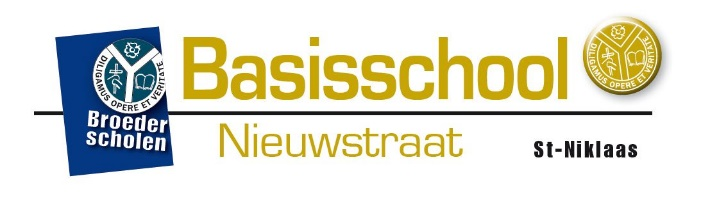 DILIGAMUS OPERE ET VERITATE
Broeder
scholen
Basisschool
DILIGAMUS OPERE ET VERITATE
Nieuwstraat
St-Niklaas